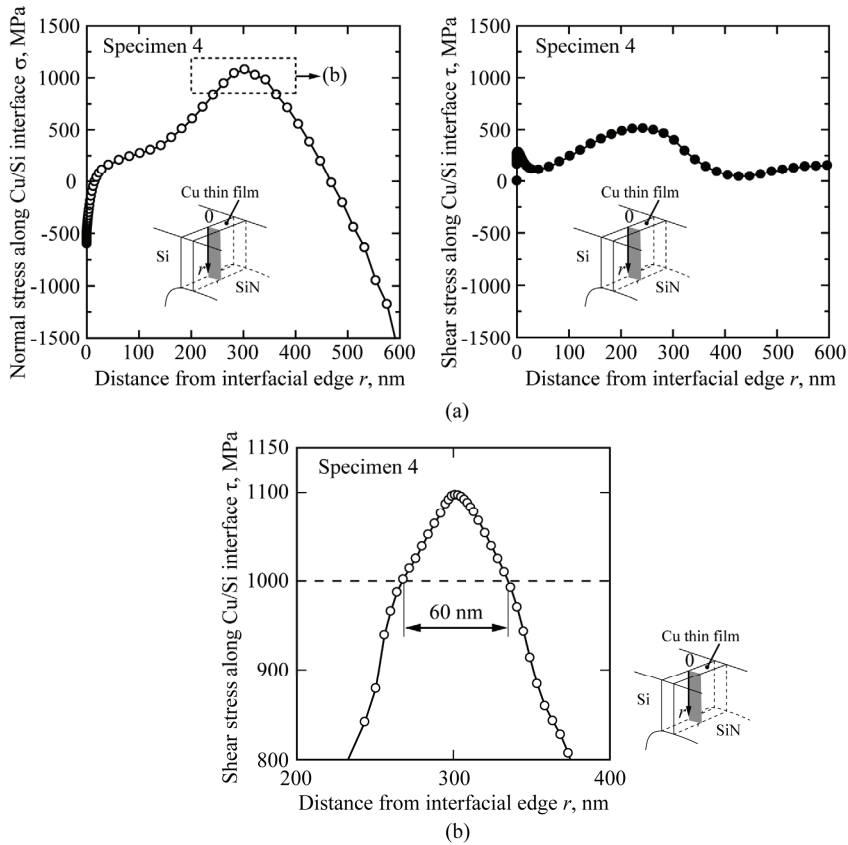 Normal stress along Cu/Si interface σ, MPa
1500
1000
500
0
-500
-1000
-1500
Specimen 4
(b)
Cu thin film
0
Si
r
SiN
0 100 200 300 400 500 600
Distance from interfacial edge r, nm
Shear stress along Cu/Si interface τ, MPa
1500
1000
500
0
-500
-1000
-1500
Specimen 4
Cu thin film
0
Si
r
SiN
0 100 200 300 400 500 600
Distance from interfacial edge r, nm
(a)
Shear stress along Cu/Si interface τ, MPa
1150
1100
1000
900
800
Specimen 4
60 nm
200 300 400
Distance from interfacial edge r, nm
Cu thin film
0
Si
r
SiN
(b)